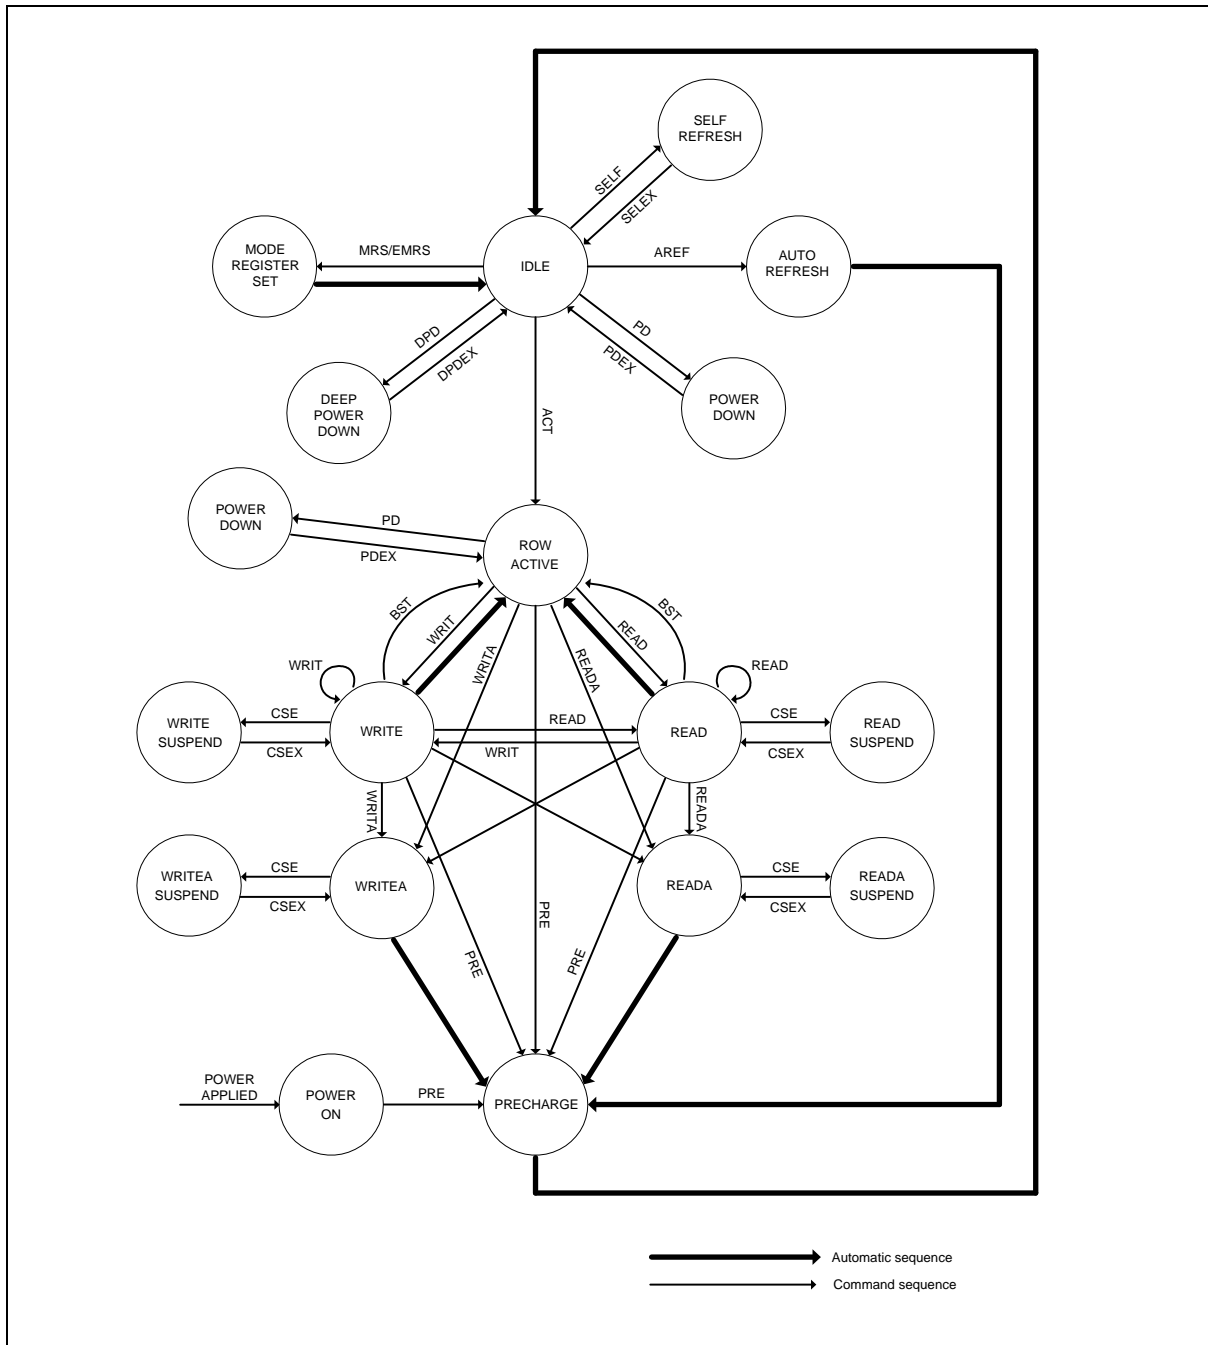 SELF
REFRESH
SELF
SELEX
MODE
REGISTER
SET
MRS/EMRS
IDLE
AREF
AUTO
REFRESH
DPD
DPDEX
PD
PDEX
DEEP
POWER
DOWN
POWER
DOWN
ACT
POWER
DOWN
PD
PDEX
ROW
ACTIVE
BST
WRIT
WRITA
READA
READ
BST
WRIT
READ
WRITE
SUSPEND
CSE
CSEX
WRITE
READ
WRIT
READ
CSE
CSEX
READ
SUSPEND
WRITA
READA
WRITEA
SUSPEND
CSE
CSEX
WRITEA
READA
CSE
CSEX
READA
SUSPEND
PRE
PRE
PRE
POWER
APPLIED
POWER
ON
PRE
PRECHARGE
Automatic sequence
Command sequence